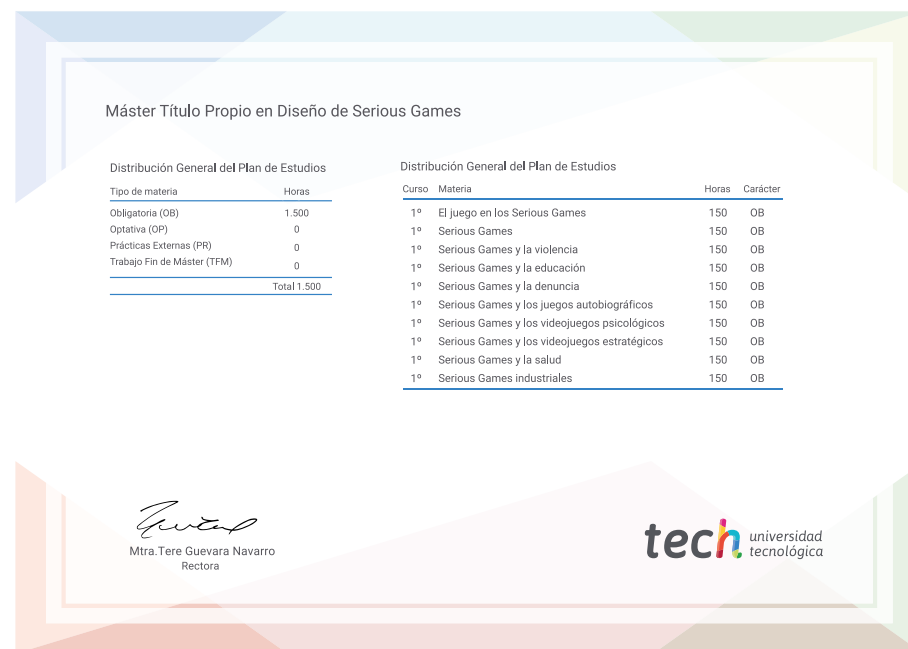 Máster Título Propio en Diseño de Serious Games
Distribución General del Plan de Estudios
Tipo de materia Horas
Obligatoria (OB) 1.500
Optativa (OP) 0
Prácticas Externas (PR) 0
Trabajo Fin de Máster (TFM) 0
Total 1.500
Distribución General del Plan de Estudios
Curso Materia Horas Carácter
1º El juego en los Serious Games 150 OB
1º Serious Games 150 OB
1º Serious Games y la violencia 150 OB
1º Serious Games y la educación 150 OB
1º Serious Games y la denuncia 150 OB
1º Serious Games y los juegos autobiográficos 150 OB
1º Serious Games y los videojuegos psicológicos 150 OB
1º Serious Games y los videojuegos estratégicos 150 OB
1º Serious Games y la salud 150 OB
1º Serious Games industriales 150 OB
Mtra.Tere Guevara Navarro
Rectora
tech universidad
tecnológica